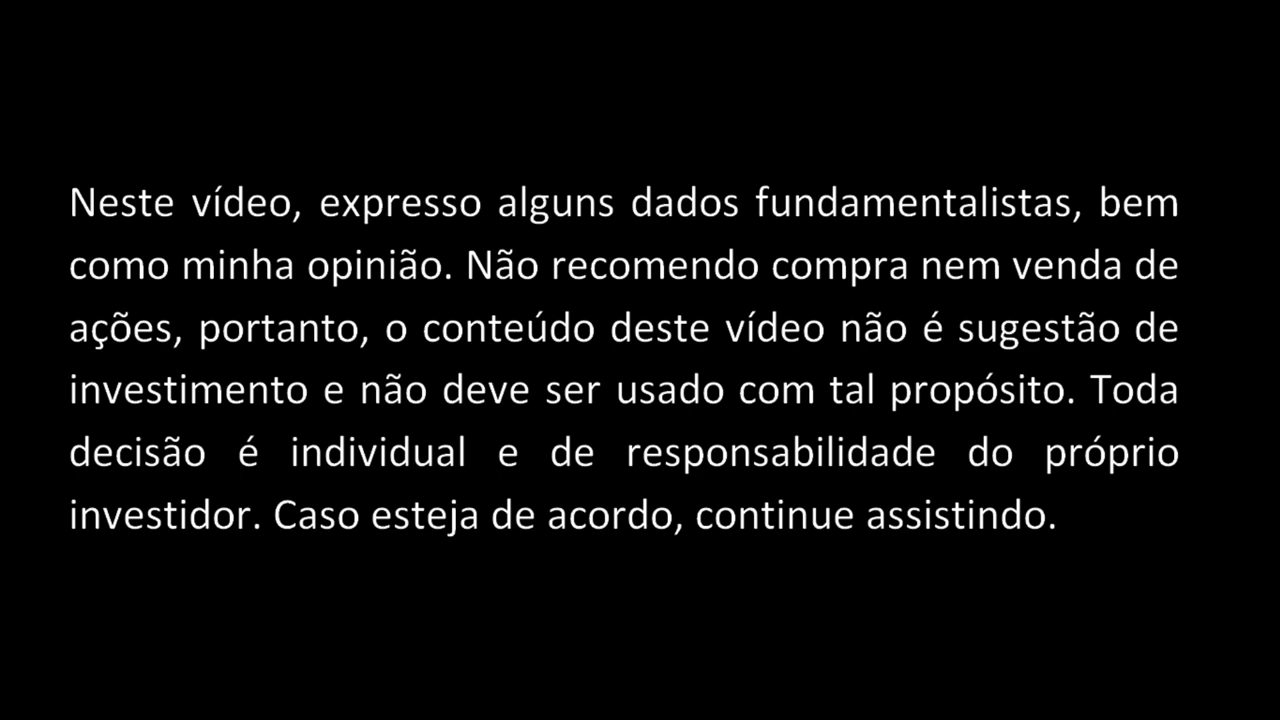 Neste vídeo, expresso alguns dados fundamentalistas, bem
como minha opinião. Não recomendo compra nem venda de
ações, portanto, o conteúdo deste vídeo não é sugestão de
investimento e não deve ser usado com tal propósito. Toda
decisão é individual e de responsabilidade do próprio
investidor. Caso esteja de acordo, continue assistindo.